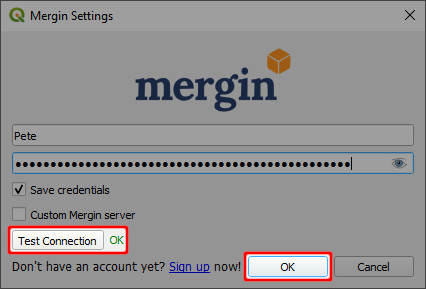 Mergin Settings
mergin
Pete
••••••••••••••••••••••••••••••••••••••••••••••••
Save credentials
Custom Mergin server
Test Connection OK
Don't have an account yet? Sign up now! OK Cancel